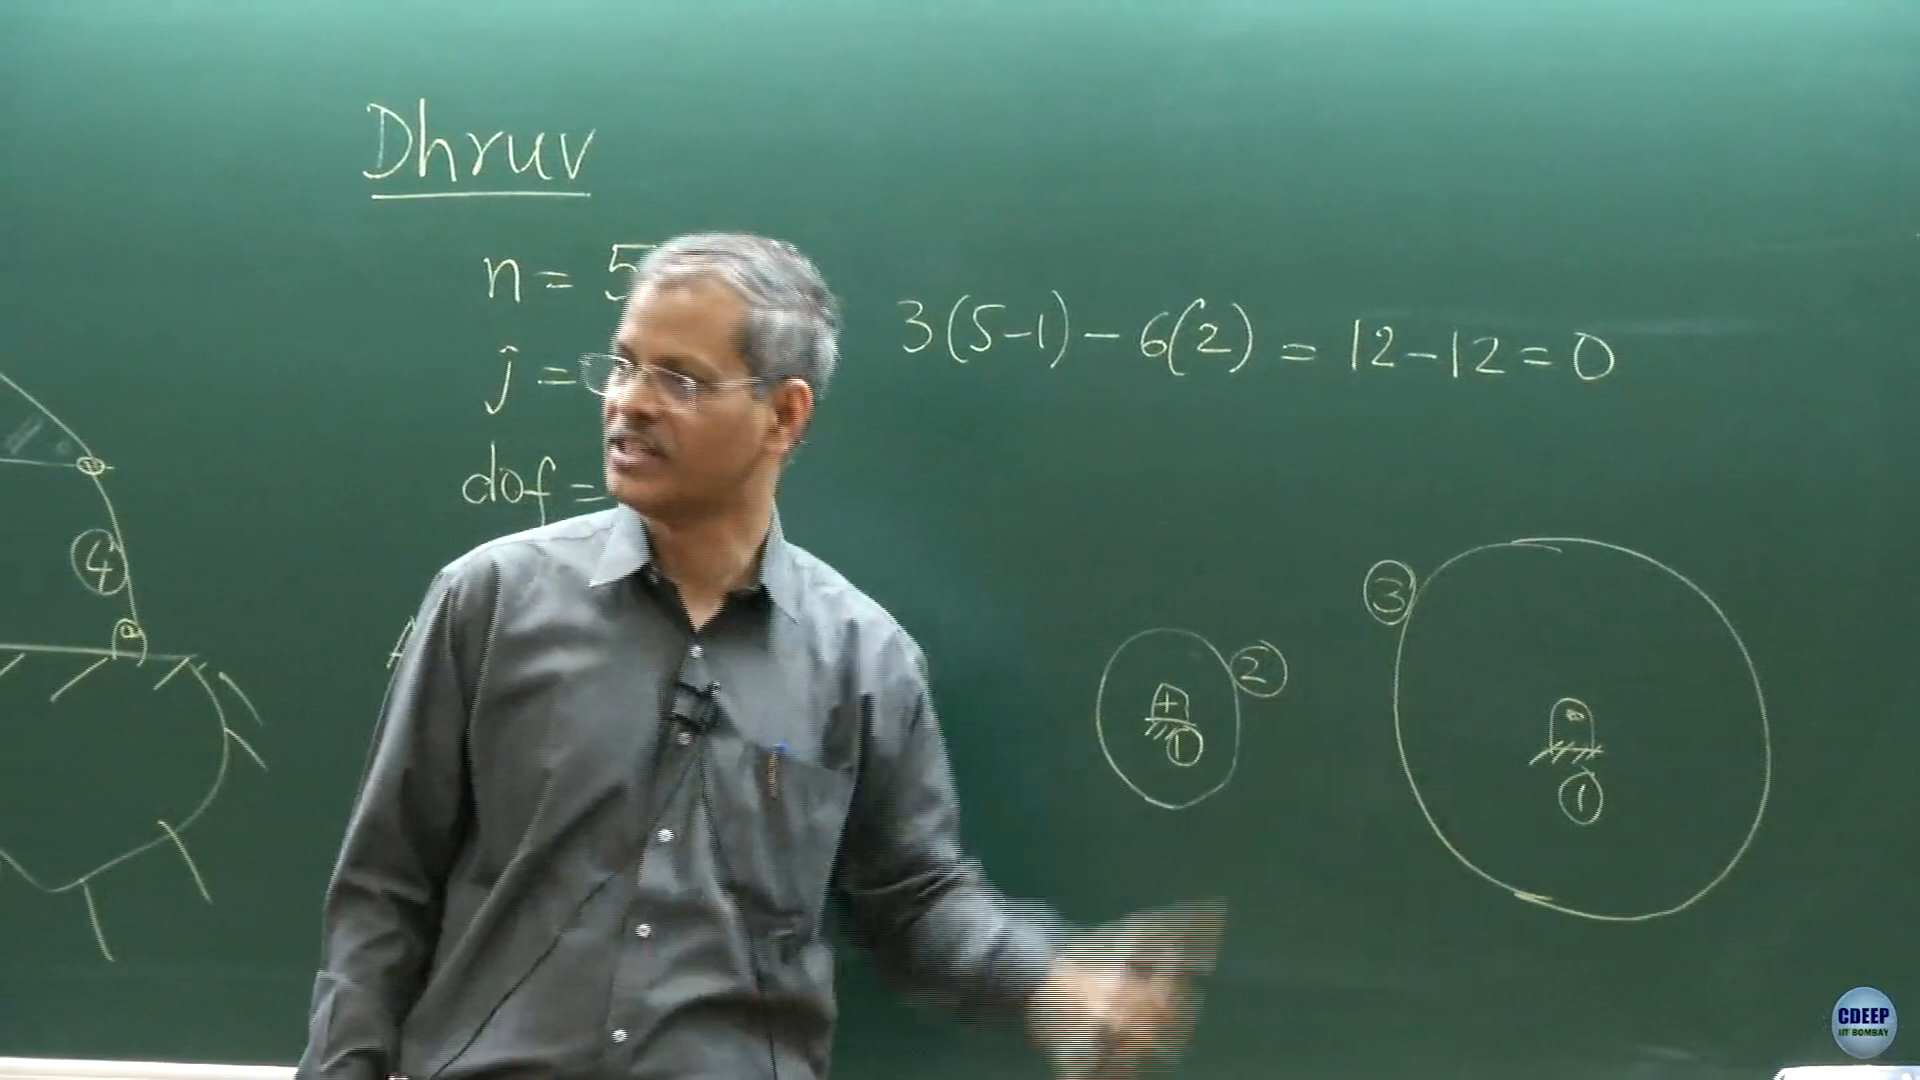 Dhruv
n = 5
3(5-1) - 6(2) = 12-12 = 0
j =
dof =
4
3
2
1
1
CDEEP
IIT BOMBAY